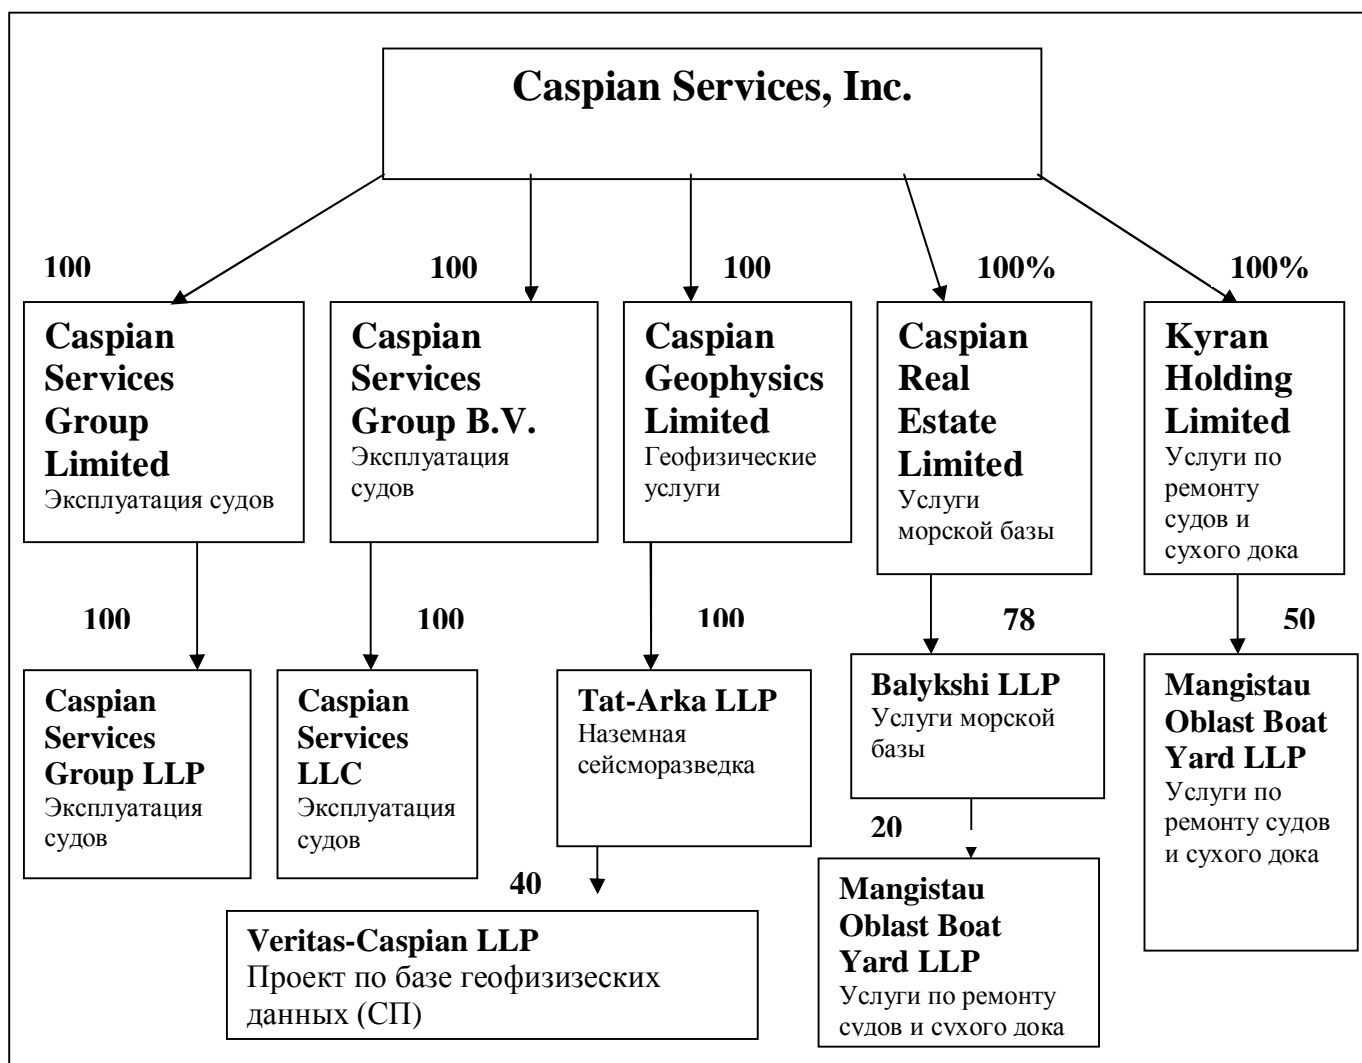 Caspian Services, Inc.
100
100
100
100%
100%
Caspian
Services
Group
Limited
Эксплуатация судов
Caspian
Services
Group B.V.
Эксплуатация
судов
Caspian
Geophysics
Limited
Геофизические
услуги
Caspian
Real
Estate
Limited
Услуги
морской базы
Kyran
Holding
Limited
Услуги по
ремонту
судов и
сухого дока
100
100
100
78
50
Caspian
Services
Group LLP
Эксплуатация
судов
Caspian
Services
LLC
Эксплуатация
судов
Tat-Arka LLP
Наземная
сейсморазведка
Balykshi LLP
Услуги морской
базы
Mangistau
Oblast Boat
Yard LLP
Услуги по
ремонту судов
и сухого дока
40
20
Veritas-Caspian LLP
Проект по базе геофизизеских
данных (СП)
Mangistau
Oblast Boat
Yard LLP
Услуги по ремонту
судов и сухого дока